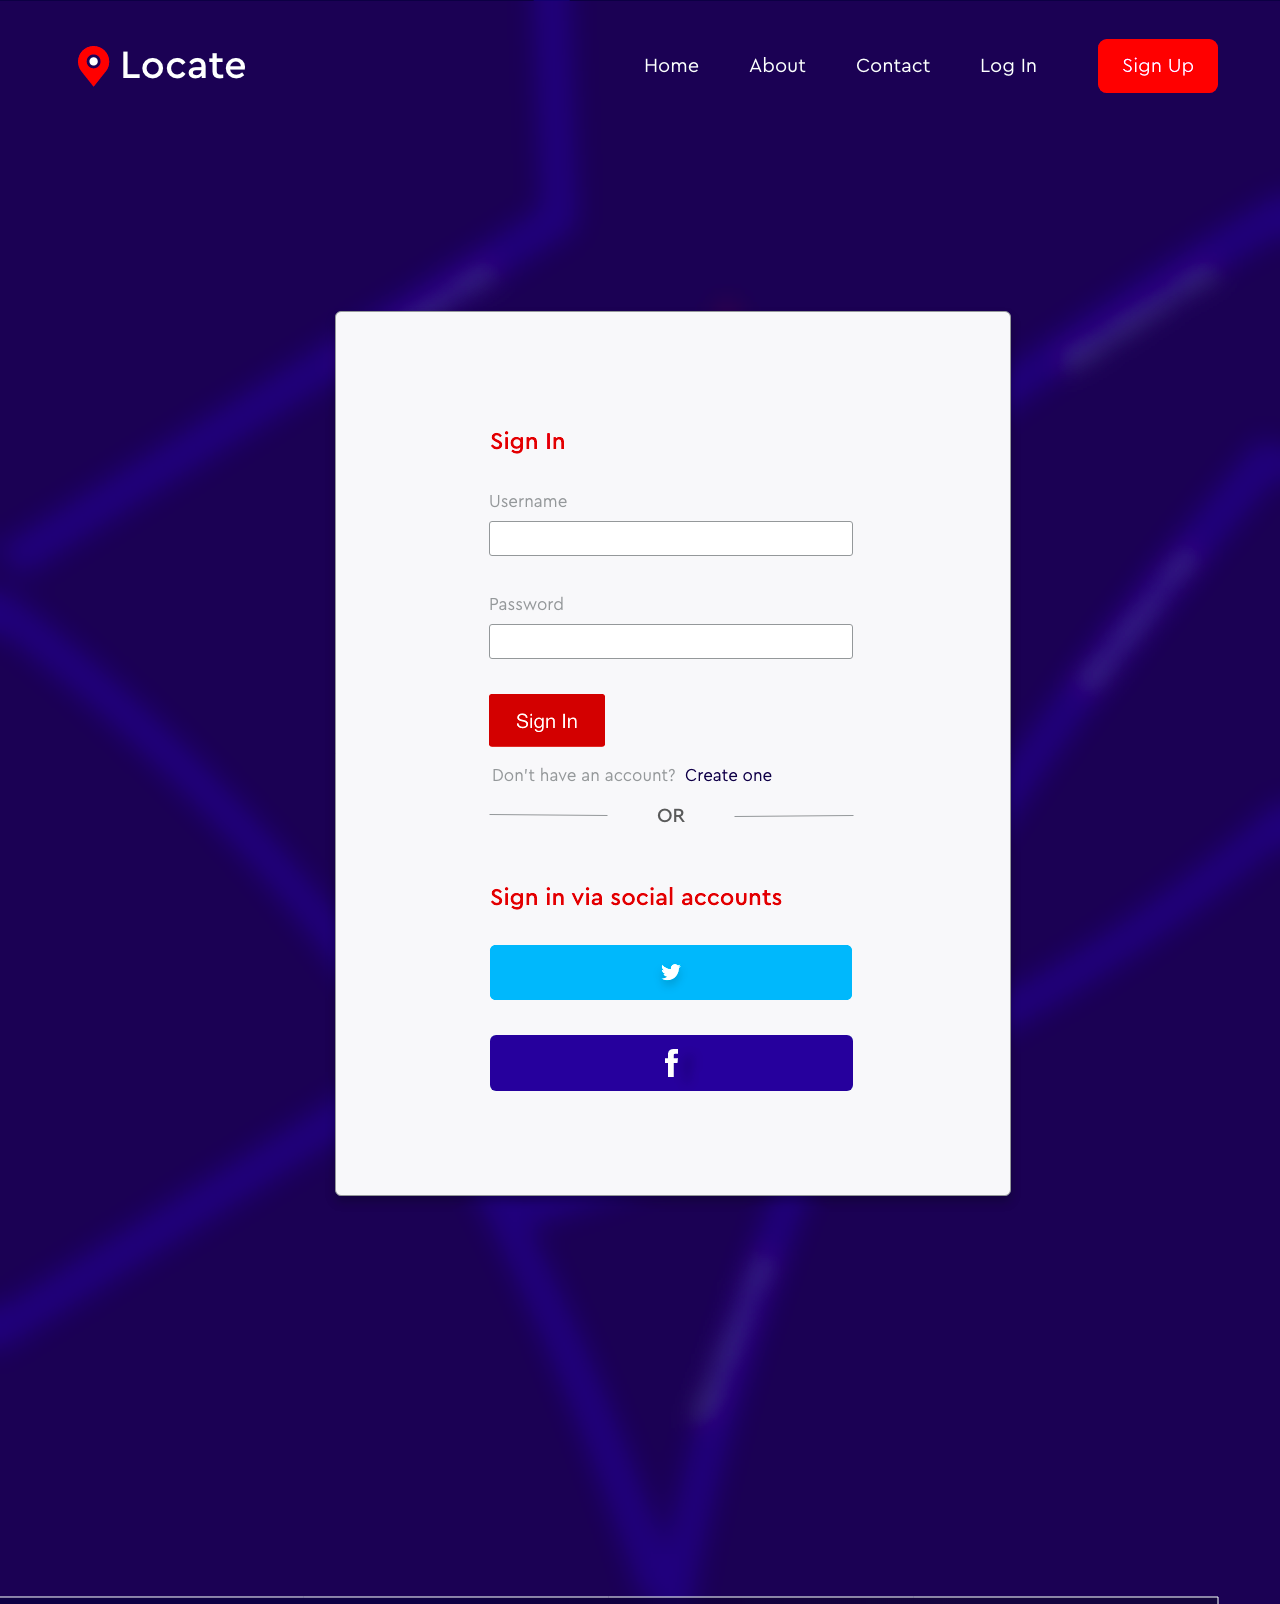 Locate
Home About Contact Log In Sign Up
Sign In
Username
Password
Sign In
Don't have an account? Create one
OR
Sign in via social accounts